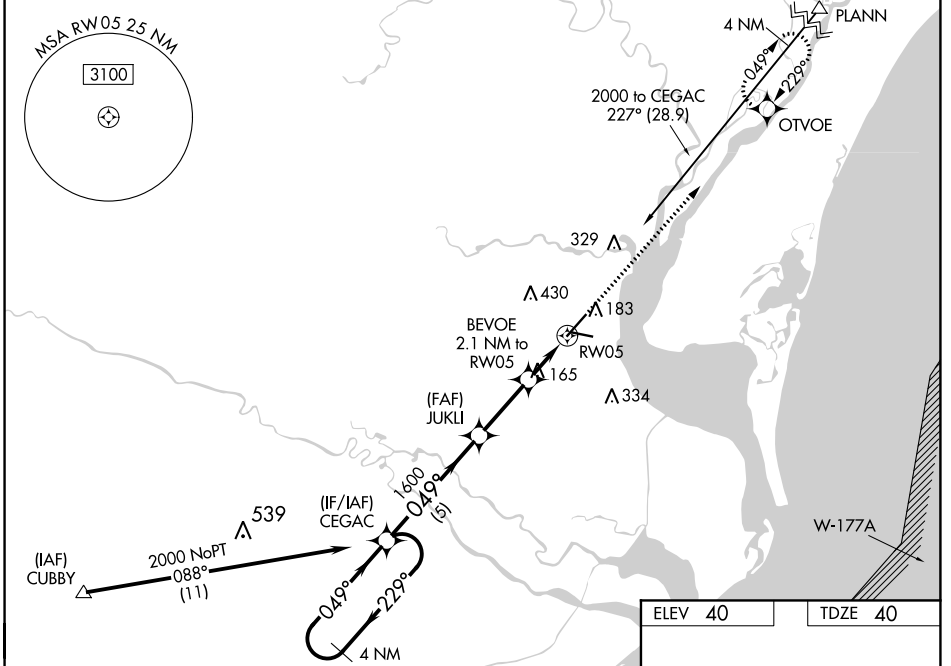 MSA RW05 25 NM
3100
PLANN
4 NM
049°
229°
2000 to CEGAC
227° (28.9)
OTVOE
329
430
183
BEVOE
2.1 NM to
RW05
RW05
165
334
(FAF)
JUKLI
1600
049°
(5)
(IF/IAF)
CEGAC
539
W-177A
(IAF)
CUBBY
2000 NoPT
088°
(11)
049°
229°
4 NM
ELEV 40
TDZE 40